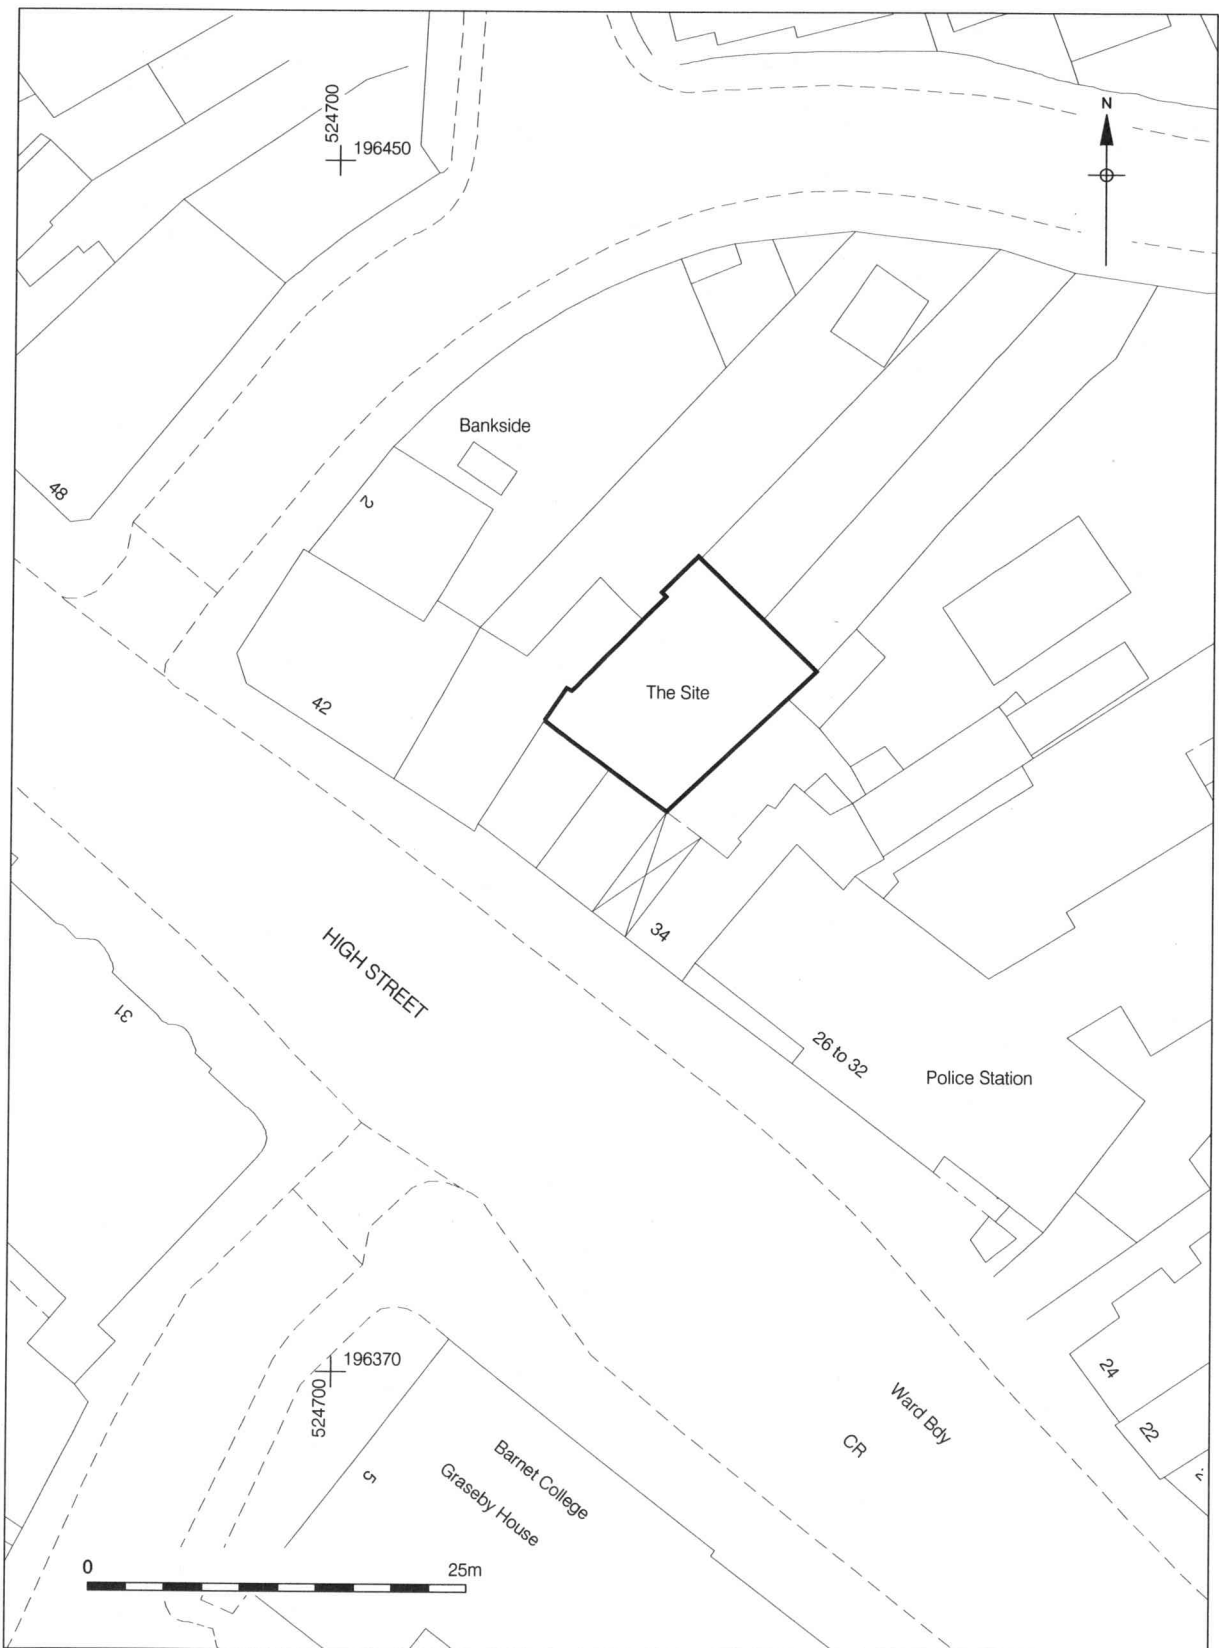 N
524700
196450
Bankside
48
2
The Site
42
34
HIGH STREET
31
26 to 32
Police Station
196370
524700
24
Ward Bdy
22
CR
Barnet College
Graseby House
5
0
25m